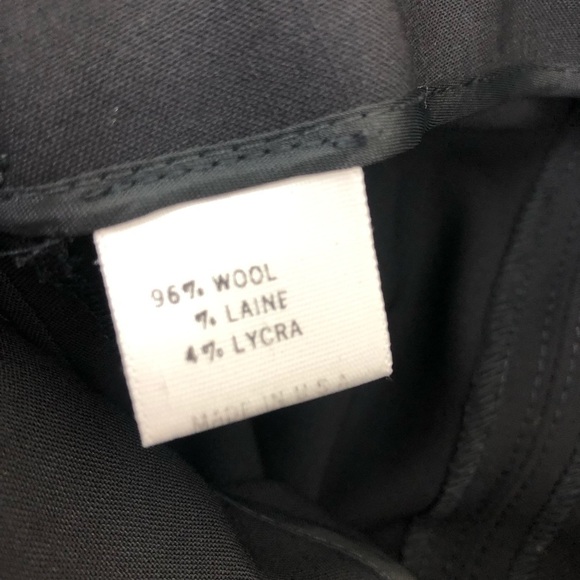 96% WOOL
% LAINE
4% LYCRA
MADE IN U.S.A.